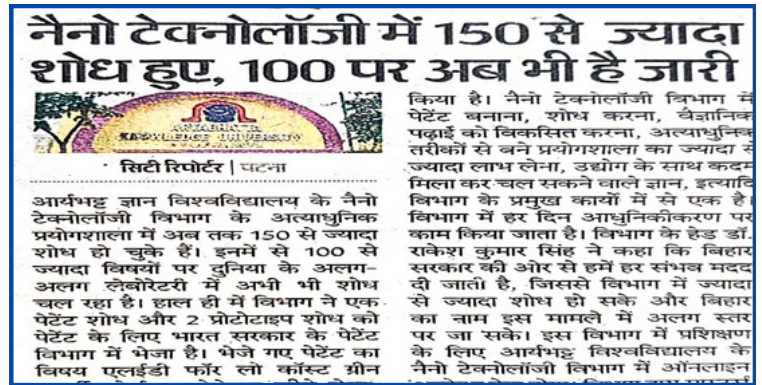 नैनो टेक्नोलॉजी में 150 से ज्यादा
शोध हुए, 100 पर अब भी है जारी
ARYABHATTA
KNOWLEDGE UNIVERSITY
सिटी रिपोर्टर | पटना
आर्यभट्ट ज्ञान विश्वविद्यालय के नैनो
टेक्नोलॉजी विभाग के अत्याधुनिक
प्रयोगशाला में अब तक 150 से ज्यादा
शोध हो चुके हैं। इनमें से 100 से
ज्यादा विषयों पर दुनिया के अलग-
अलग लेबोरेटरी में अभी भी शोध
चल रहा है। हाल ही में विभाग ने एक
पेटेंट शोध और 2 प्रोटोटाइप शोध को
पेटेंट के लिए भारत सरकार के पेटेंट
विभाग में भेजा है। भेजे गए पेटेंट का
विषय एलईडी फॉर लो कॉस्ट ग्रीन
किया है। नैनो टेक्नोलॉजी विभाग में
पेटेंट बनाना, शोध करना, वैज्ञानिक
पढ़ाई को विकसित करना, अत्याधुनिक
तरीकों से बने प्रयोगशाला का ज्यादा से
ज्यादा लाभ लेना, उद्योग के साथ कदम
मिला कर चल सकने वाले ज्ञान, इत्यादि
विभाग के प्रमुख कार्यों में से एक है।
विभाग में हर दिन आधुनिकीकरण पर
काम किया जाता है। विभाग के हेड डॉ.
राकेश कुमार सिंह ने कहा कि बिहार
सरकार की ओर से हमें हर संभव मदद
दी जाती है, जिससे विभाग में ज्यादा
से ज्यादा शोध हो सके और बिहार
का नाम इस मामले में अलग स्तर
पर जा सके। इस विभाग में प्रशिक्षण
के लिए आर्यभट्ट विश्वविद्यालय के
नैनो टेक्नोलॉजी विभाग में ऑनलाइन